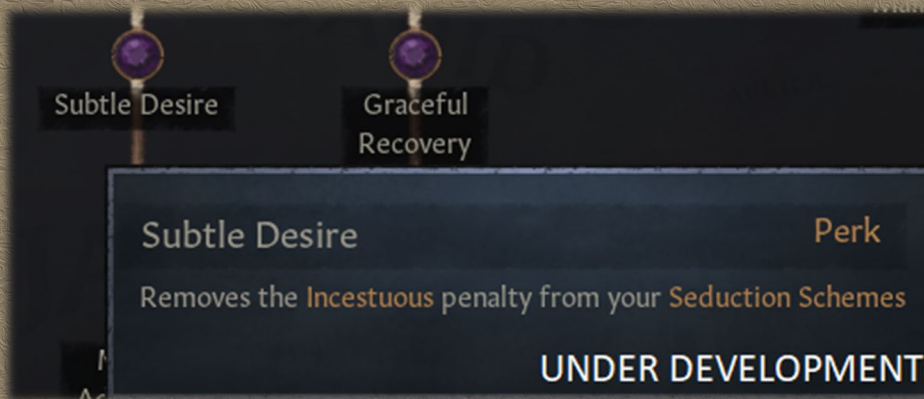 Subtle Desire
Graceful
Recovery
Subtle Desire
Perk
Removes the Incestuous penalty from your Seduction Schemes
UNDER DEVELOPMENT